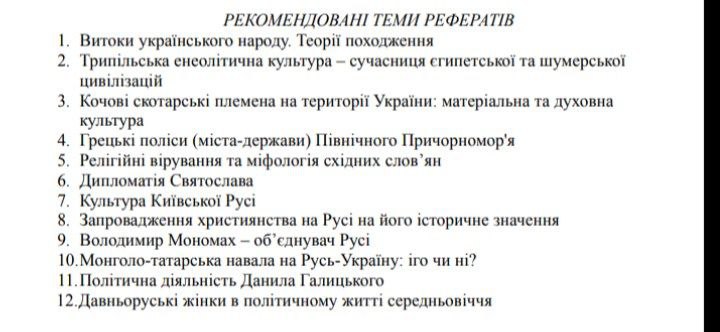 РЕКОМЕНДОВАНІ ТЕМИ РЕФЕРАТІВ
1. Витоки українського народу. Теорії походження
2. Трипільська енеолітична культура – сучасниця єгипетської та шумерської
цивілізацій
3. Кочові скотарські племена на території України: матеріальна та духовна
культура
4. Грецькі поліси (міста-держави) Північного Причорномор'я
5. Релігійні вірування та міфологія східних слов’ян
6. Дипломатія Святослава
7. Культура Київської Русі
8. Запровадження християнства на Русі на його історичне значення
9. Володимир Мономах – об’єднувач Русі
10.Монголо-татарська навала на Русь-Україну: іго чи ні?
11.Політична діяльність Данила Галицького
12.Давньоруські жінки в політичному житті середньовіччя